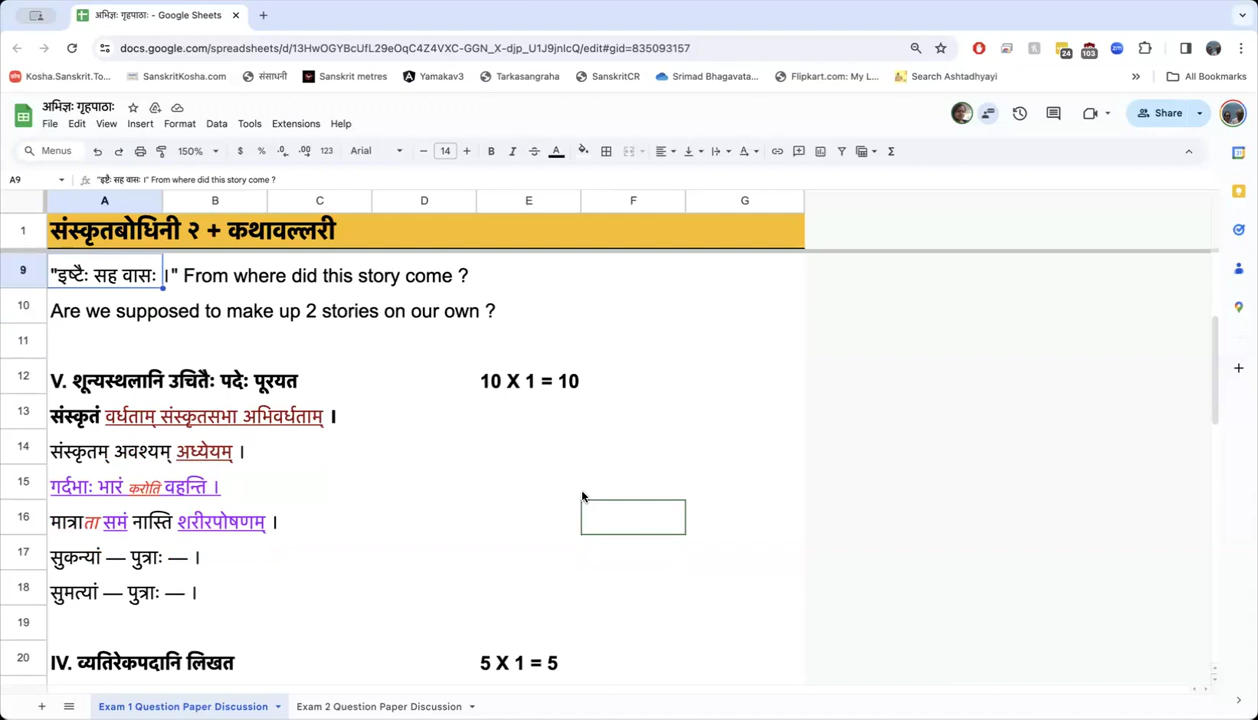 अभिज्ञः गृहपाठाः - Google Sheets
docs.google.com/spreadsheets/d/13HwOGYBcUfL29eOqC4Z4VXC-GGN_X-djp_U1J9jnIcQ/edit#gid=835093157
Kosha.Sanskrit.To... SanskritKosha.com संसाधनी Sanskrit metres Yamakav3 Tarkasangraha SanskritCR Srimad Bhagavata... Flipkart.com: My L... Search Ashtadhyayi » All Bookmarks
24 103
अभिज्ञः गृहपाठाः
File Edit View Insert Format Data Tools Extensions Help
Share
Menus 150% $ % .0 .00 123 Arial 14 B I A
A9 fx "इष्टैः सह वासः ।" From where did this story come ?
A B C D E F G
1 संस्कृतबोधिनी २ + कथावल्लरी
9 "इष्टैः सह वासः ।" From where did this story come ?
10 Are we supposed to make up 2 stories on our own ?
11
12 V. शून्यस्थलानि उचितैः पदेः पूरयत 10 X 1 = 10
13 संस्कृतं वर्धताम् संस्कृतसभा अभिवर्धताम् ।
14 संस्कृतम् अवश्यम् अध्येयम् ।
15 गर्दभाः भारं करोति वहन्ति ।
16 मात्राता समं नास्ति शरीरपोषणम् ।
17 सुकन्यां — पुत्राः — ।
18 सुमत्यां — पुत्राः — ।
19
20 IV. व्यतिरेकपदानि लिखत 5 X 1 = 5
Exam 1 Question Paper Discussion Exam 2 Question Paper Discussion